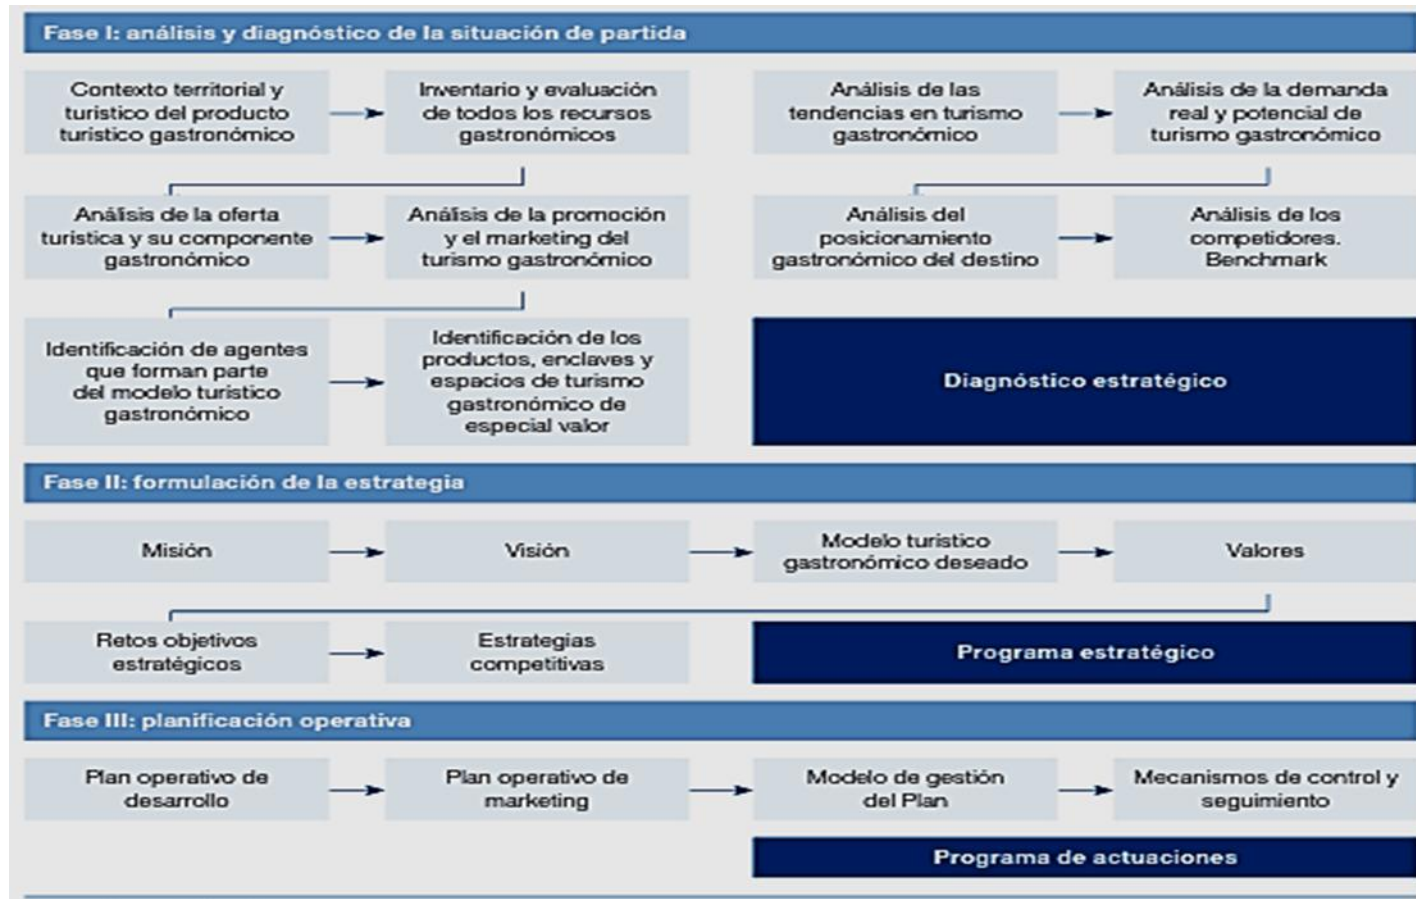 Fase I: análisis y diagnóstico de la situación de partida
Contexto territorial y
turístico del producto
turístico gastronómico
Inventario y evaluación
de todos los recursos
gastronómicos
Análisis de la oferta
turística y su componente
gastronómico
Análisis de la promoción
y el marketing del
turismo gastronómico
Identificación de agentes
que forman parte
del modelo turístico
gastronómico
Identificación de los
productos, enclaves y
espacios de turismo
gastronómico de
especial valor
Análisis de las
tendencias en turismo
gastronómico
Análisis de la demanda
real y potencial de
turismo gastronómico
Análisis del
posicionamiento
gastronómico del destino
Análisis de los
competidores.
Benchmark
Diagnóstico estratégico
Fase II: formulación de la estrategia
Misión
Visión
Modelo turístico
gastronómico deseado
Valores
Retos objetivos
estratégicos
Estrategias
competitivas
Programa estratégico
Fase III: planificación operativa
Plan operativo de
desarrollo
Plan operativo de
marketing
Modelo de gestión
del Plan
Mecanismos de control y
seguimiento
Programa de actuaciones